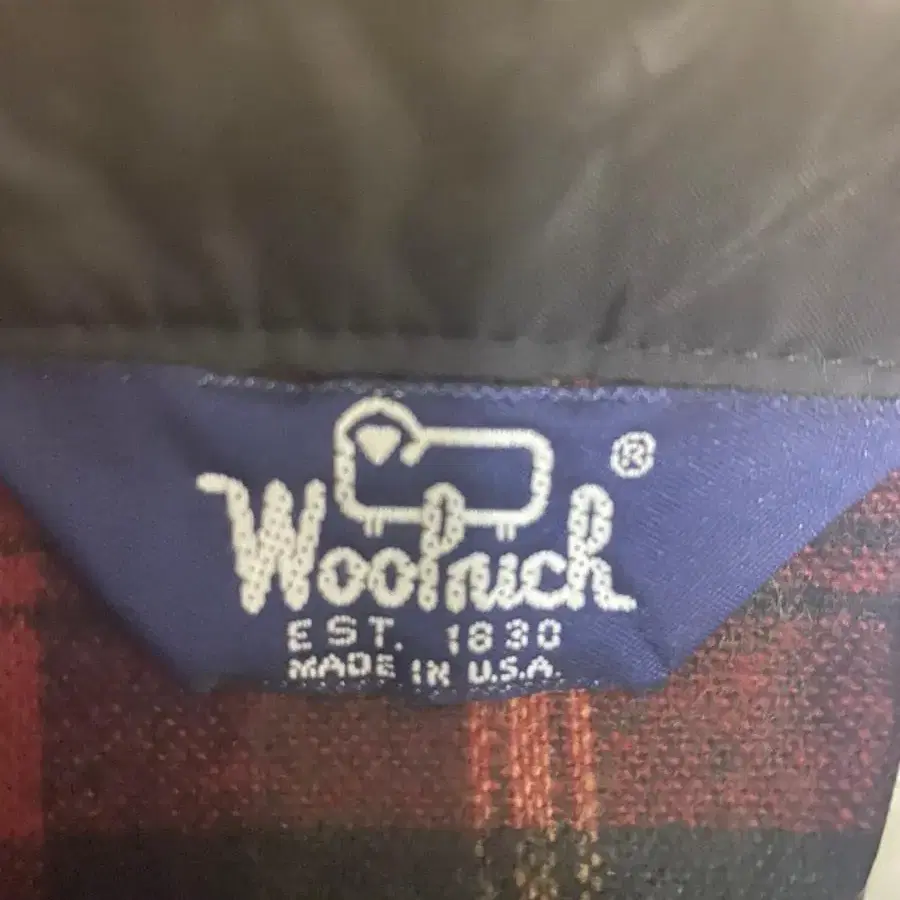 ®
Woolrich
EST. 1830
MADE IN U.S.A.